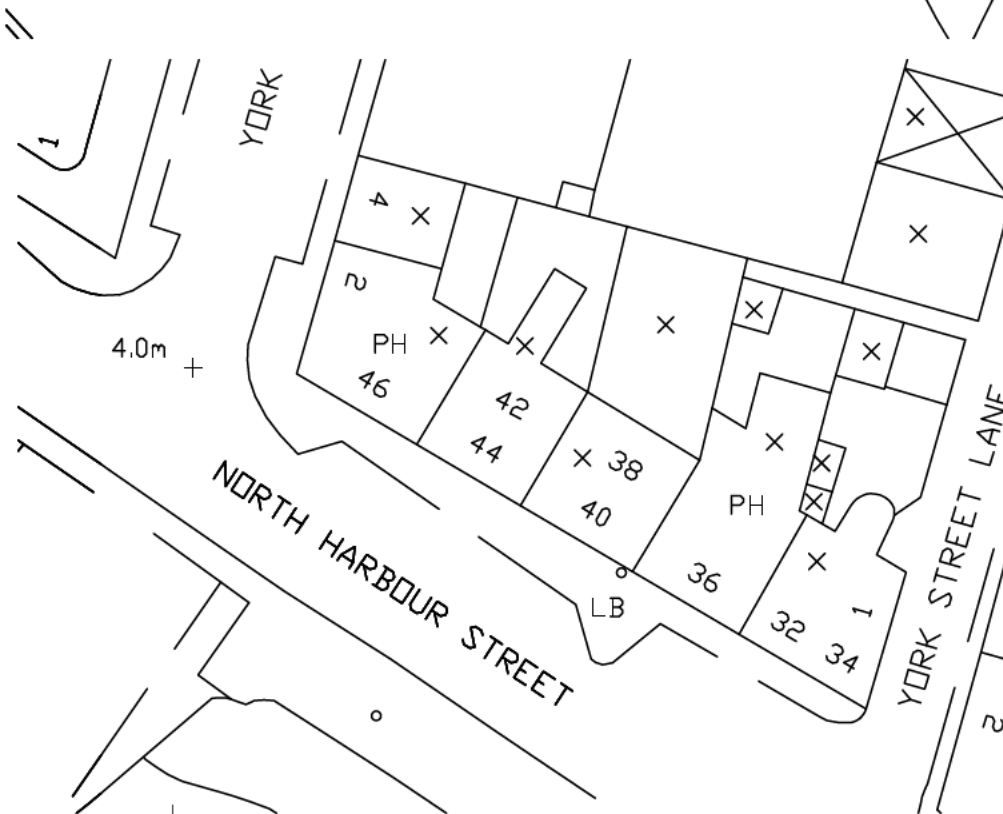 YORK
1
4
2
4.0m
PH
46
42
44
38
40
PH
36
LB
32
34
1
NORTH HARBOUR STREET
YORK STREET LANE
2